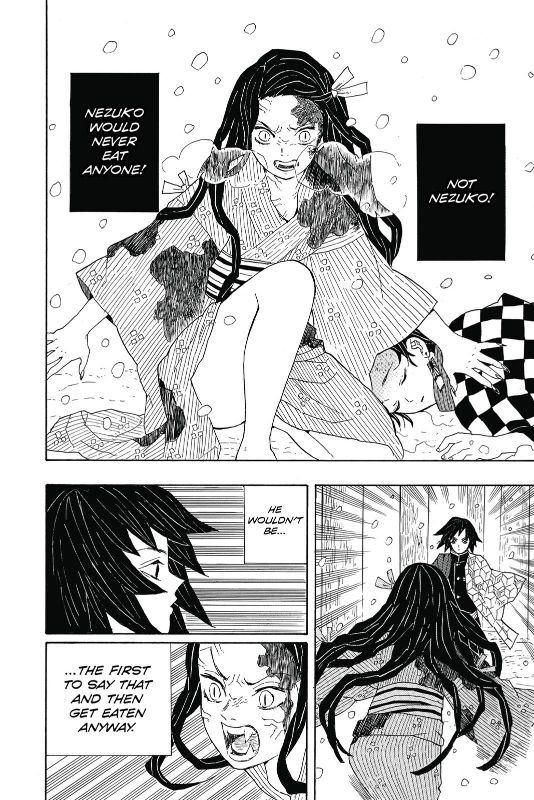 NEZUKO
WOULD
NEVER
EAT
ANYONE!
NOT
NEZUKO!
HE
WOULDN'T
BE...
...THE FIRST
TO SAY THAT
AND THEN
GET EATEN
ANYWAY.